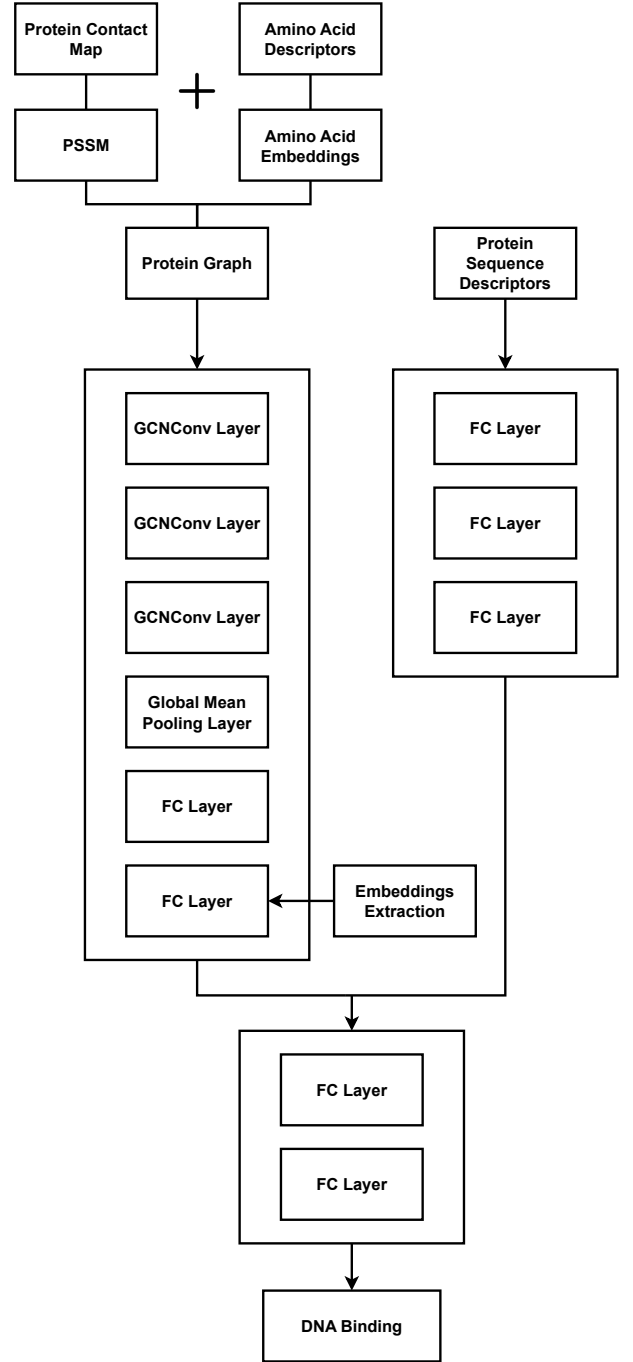 Protein Contact
Map
Amino Acid
Descriptors
+
PSSM
Amino Acid
Embeddings
Protein Graph
Protein
Sequence
Descriptors
GCNConv Layer
GCNConv Layer
GCNConv Layer
Global Mean
Pooling Layer
FC Layer
FC Layer
FC Layer
FC Layer
FC Layer
Embeddings
Extraction
FC Layer
FC Layer
DNA Binding